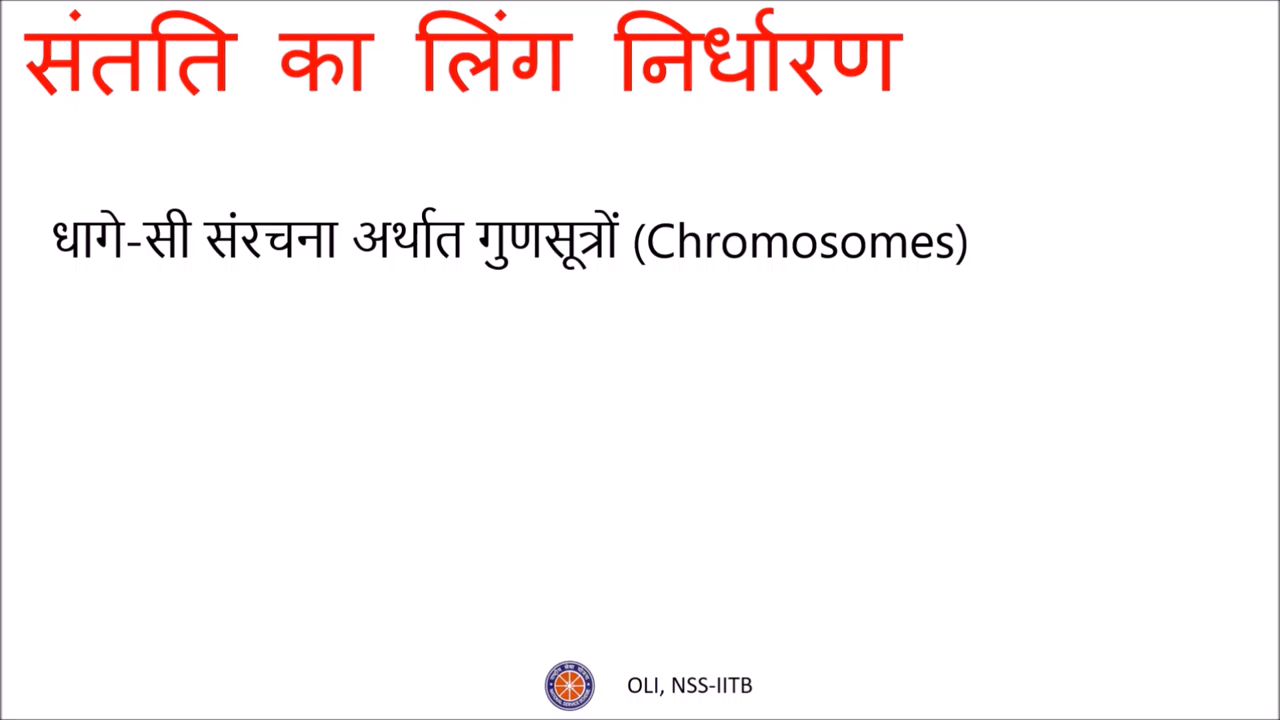 संतति का लिंग निर्धारण
धागे-सी संरचना अर्थात गुणसूत्रों (Chromosomes)
OLI, NSS-IITB